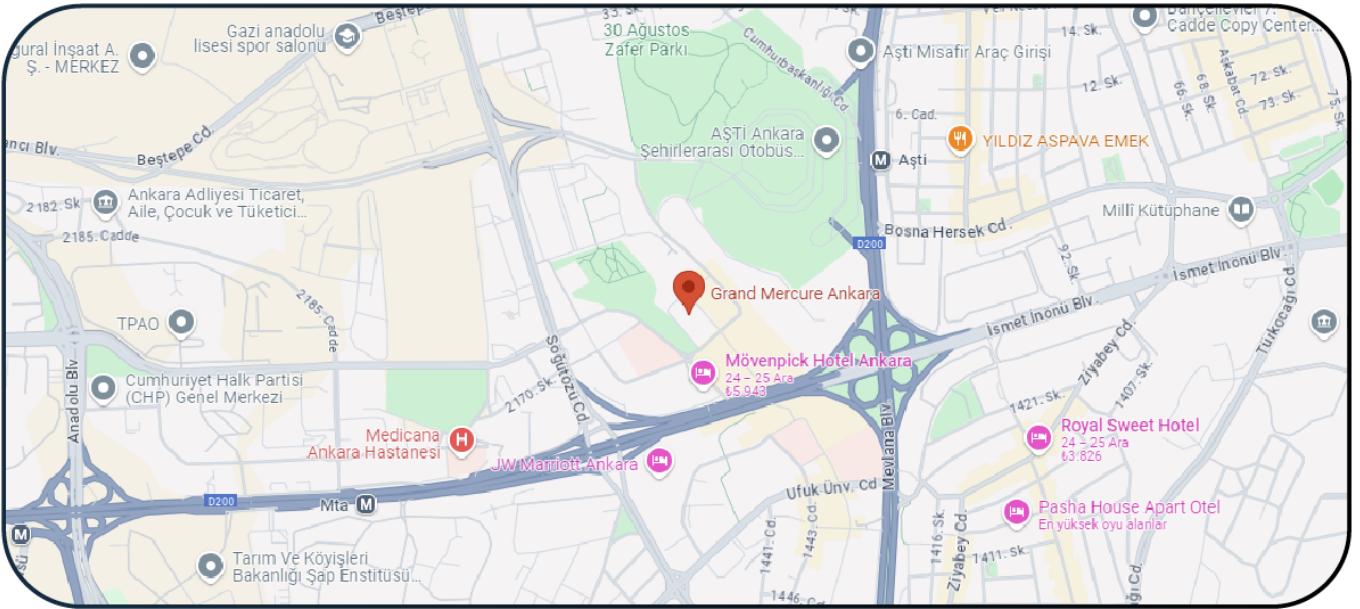 Gazi anadolu
lisesi spor salonu
ğural İnşaat A.
Ş. - MERKEZ
30 Ağustos
Zafer Parkı
Cumhurbaşkanlığı Cd.
Aşti Misafir Araç Girişi
14. Sk.
Cadde Copy Center...
12. Sk.
66. Sk.
68. Sk.
Aşkabat Cd.
72. Sk.
73. Sk.
75. Sk.
6. Cad.
AŞTİ Ankara
Şehirlerarası Otobüs...
M Aşti
YILDIZ ASPAVA EMEK
ancı Blv.
Beştepe Cd.
Beştepe Cd.
Ankara Adliyesi Ticaret,
Aile, Çocuk ve Tüketici...
2182. Sk
2185. Cadde
2185. Cadde
Milli Kütüphane
Bosna Hersek Cd.
D200
92. Sk.
İsmet İnönü Blv.
İsmet İnönü Blv.
Türkocağı Cd
Grand Mercure Ankara
TPAO
Söğütözü Cd.
Mövenpick Hotel Ankara
24 – 25 Ara
₺5.943
Ziyabey Cd.
1407. Sk.
1421. Sk.
Anadolu Blv
Cumhuriyet Halk Partisi
(CHP) Genel Merkezi
2170. Sk.
Medicana
Ankara Hastanesi
H
JW Marriott Ankara
Mevlana Blv.
Royal Sweet Hotel
24 – 25 Ara
₺3.826
D200
Mta M
Ufuk Ünv. Cd
Pasha House Apart Otel
En yüksek oyu alanlar
M
1441. Cd.
1443. Cd.
1416. Sk.
Ziyabey Cd.
1411. Sk.
1446. Cd.
ğı Cd.
Tarım Ve Köyişleri
Bakanlığı Şap Enstitüsü...